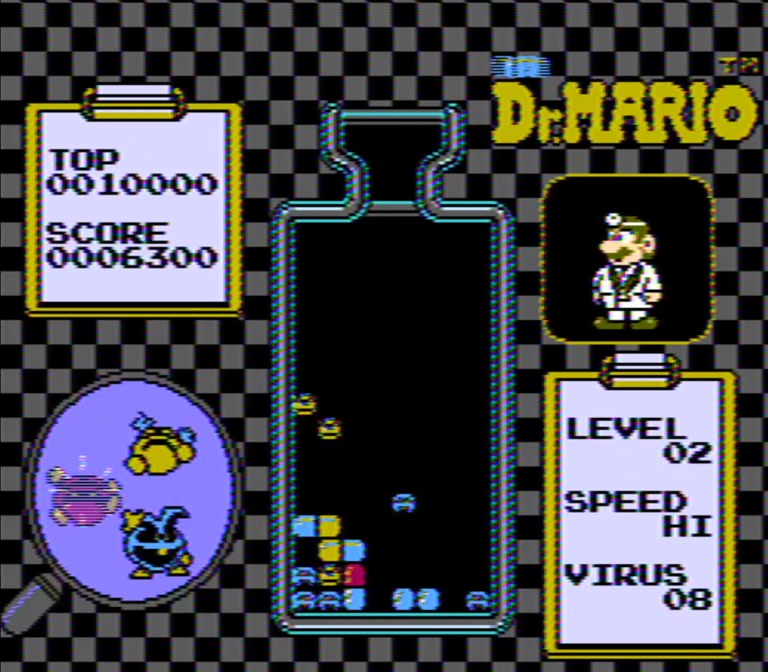 TOP
0010000
SCORE
0006300
Dr. MARIO
TM
LEVEL
02
SPEED
HI
VIRUS
08